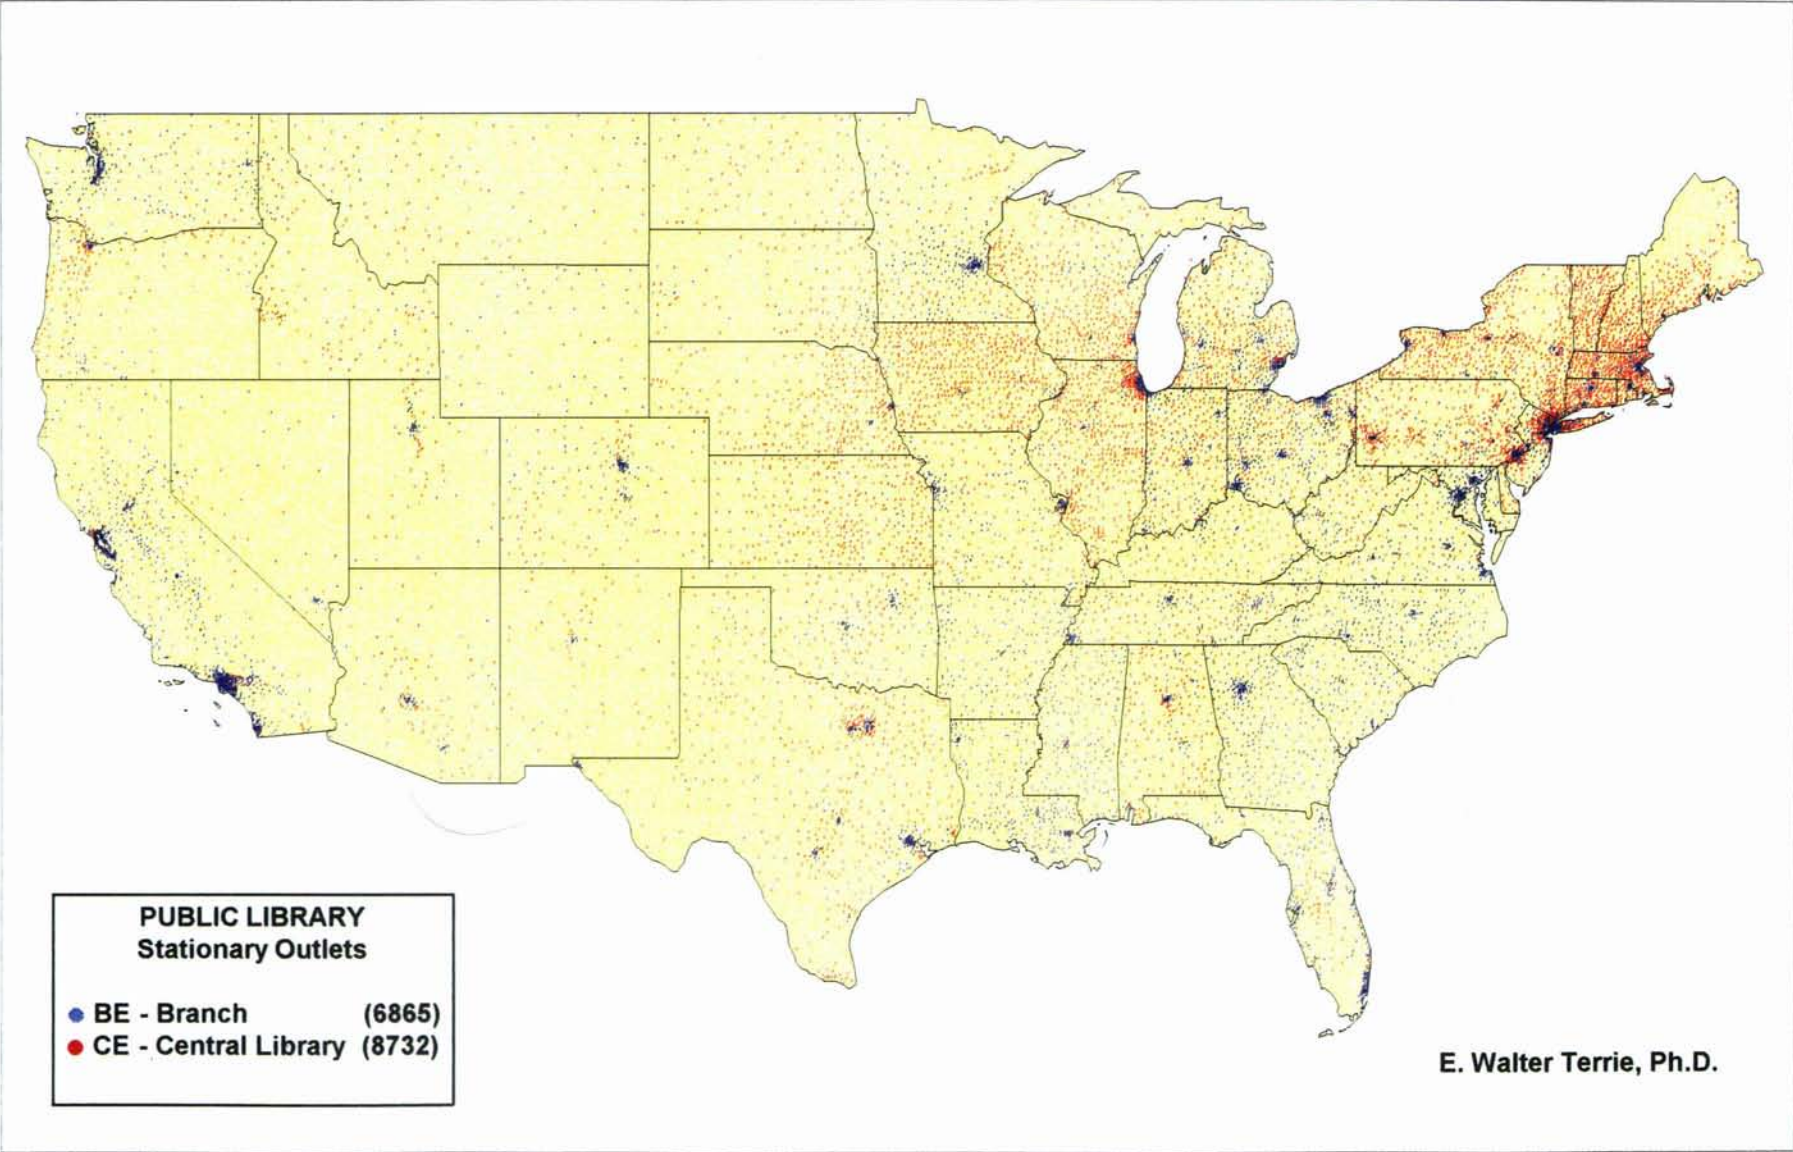 PUBLIC LIBRARY
Stationary Outlets
BE - Branch (6865)
CE - Central Library (8732)
E. Walter Terrie, Ph.D.